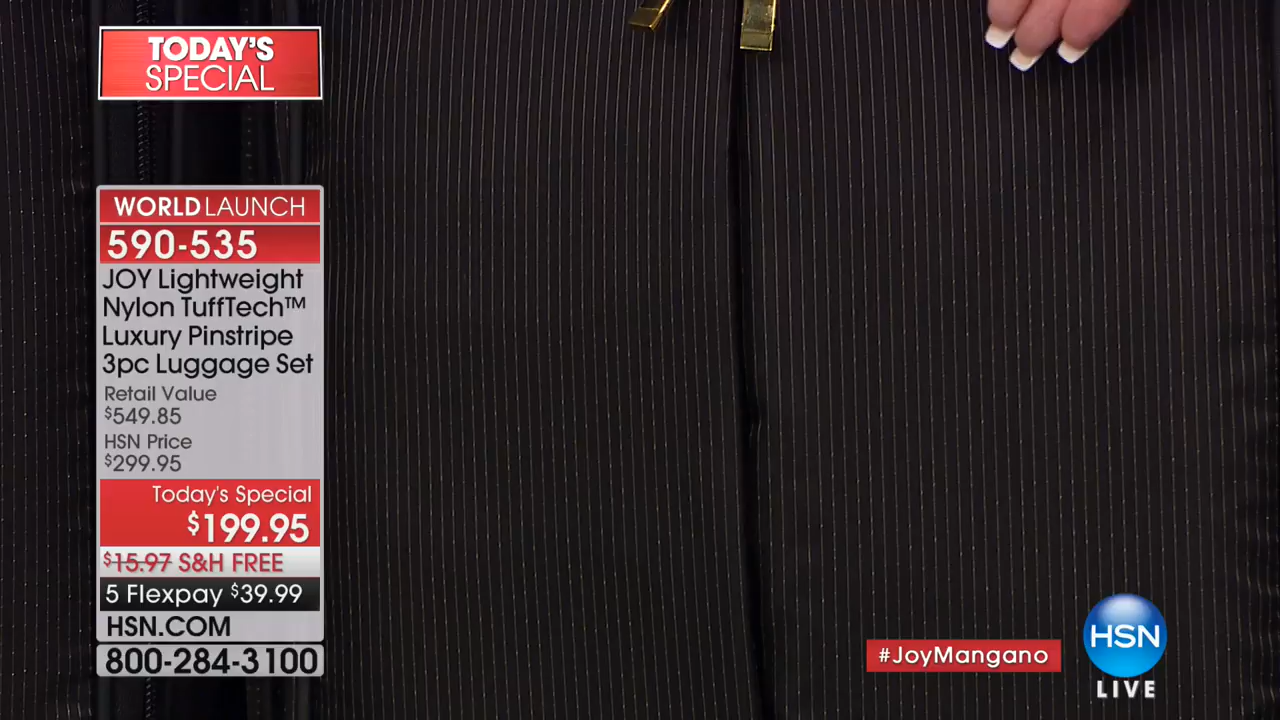 TODAY'S
SPECIAL
WORLD LAUNCH
590-535
JOY Lightweight
Nylon TuffTech™
Luxury Pinstripe
3pc Luggage Set
Retail Value
$549.85
HSN Price
$299.95
Today's Special
$199.95
$15.97 S&H FREE
5 Flexpay $39.99
HSN.COM
800-284-3100
#JoyMangano
HSN
LIVE